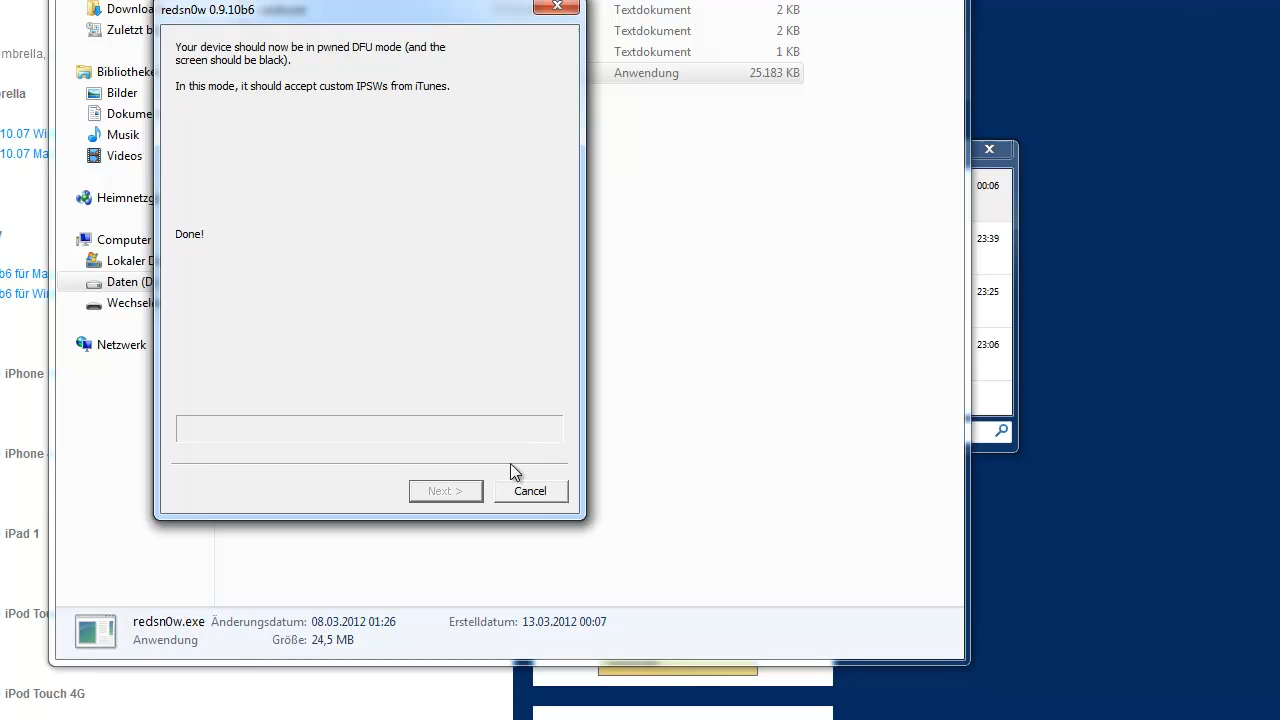 redsn0w 0.9.10b6
Your device should now be in pwned DFU mode (and the
screen should be black).
In this mode, it should accept custom IPSWs from iTunes.
Done!
Next >
Cancel
Textdokument 2 KB
Textdokument 2 KB
Textdokument 1 KB
Anwendung 25.183 KB
Downloa
Zuletzt b
Bibliotheke
Bilder
Dokume
Musik
Videos
Heimnetzg
Computer
Lokaler D
Daten (D
Wechsel
Netzwerk
redsn0w.exe Änderungsdatum: 08.03.2012 01:26 Erstelldatum: 13.03.2012 00:07
Anwendung Größe: 24,5 MB
mbrella,
rella
10.07 Wi
10.07 Ma
b6 für Ma
b6 für Wi
iPhone
iPhone
iPad 1
iPod Tou
iPod Touch 4G
00:06
23:39
23:25
23:06